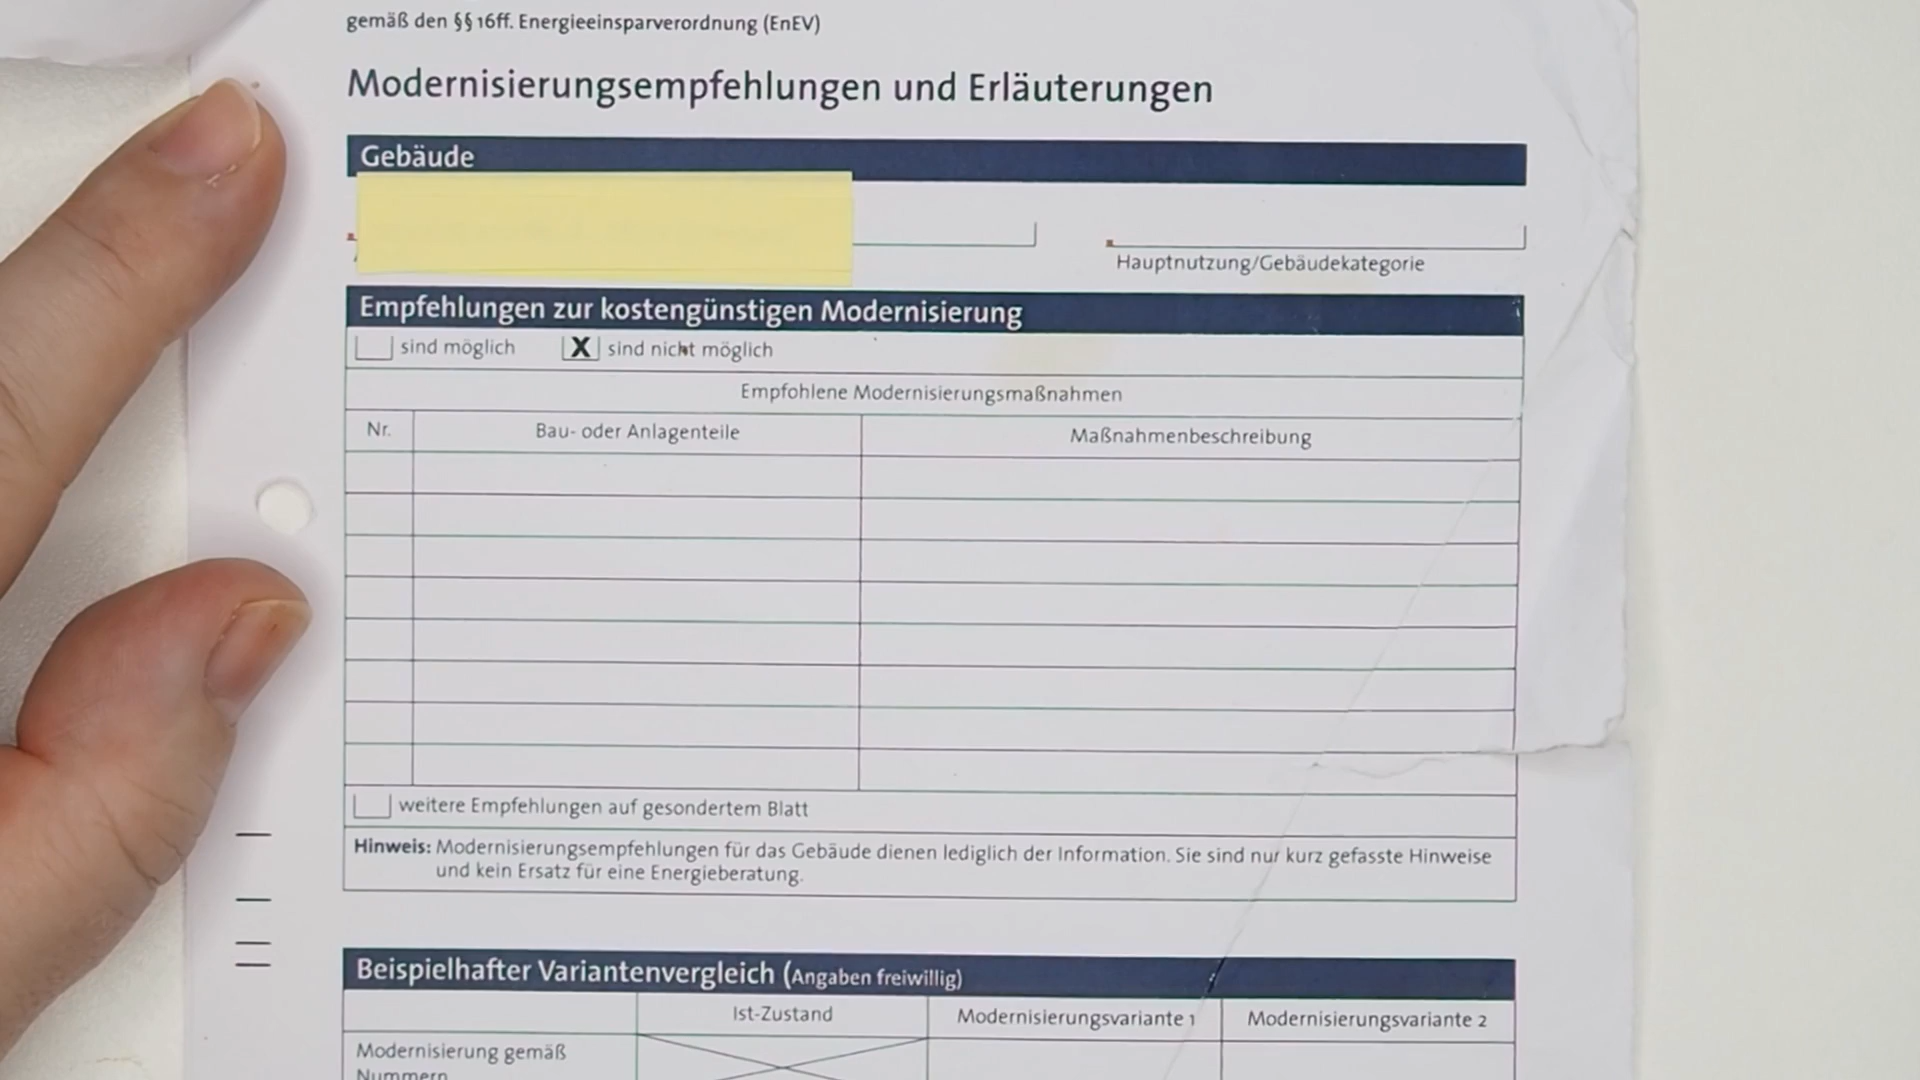 gemäß den §§ 16ff. Energieeinsparverordnung (EnEV)
Modernisierungsempfehlungen und Erläuterungen
Gebäude
Hauptnutzung/Gebäudekategorie
Empfehlungen zur kostengünstigen Modernisierung
sind möglich X sind nicht möglich
Empfohlene Modernisierungsmaßnahmen
Nr. Bau- oder Anlagenteile Maßnahmenbeschreibung
weitere Empfehlungen auf gesondertem Blatt
Hinweis: Modernisierungsempfehlungen für das Gebäude dienen lediglich der Information. Sie sind nur kurz gefasste Hinweise
und kein Ersatz für eine Energieberatung.
Beispielhafter Variantenvergleich (Angaben freiwillig)
Ist-Zustand Modernisierungsvariante 1 Modernisierungsvariante 2
Modernisierung gemäß
Nummern